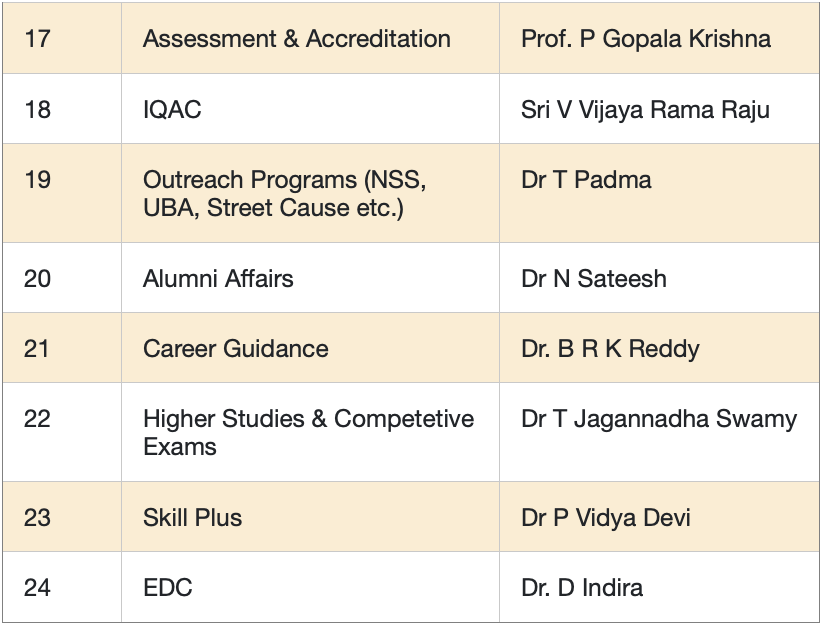 17 Assessment & Accreditation Prof. P Gopala Krishna
18 IQAC Sri V Vijaya Rama Raju
19 Outreach Programs (NSS, Dr T Padma
UBA, Street Cause etc.)
20 Alumni Affairs Dr N Sateesh
21 Career Guidance Dr. B R K Reddy
22 Higher Studies & Competetive Dr T Jagannadha Swamy
Exams
23 Skill Plus Dr P Vidya Devi
24 EDC Dr. D Indira